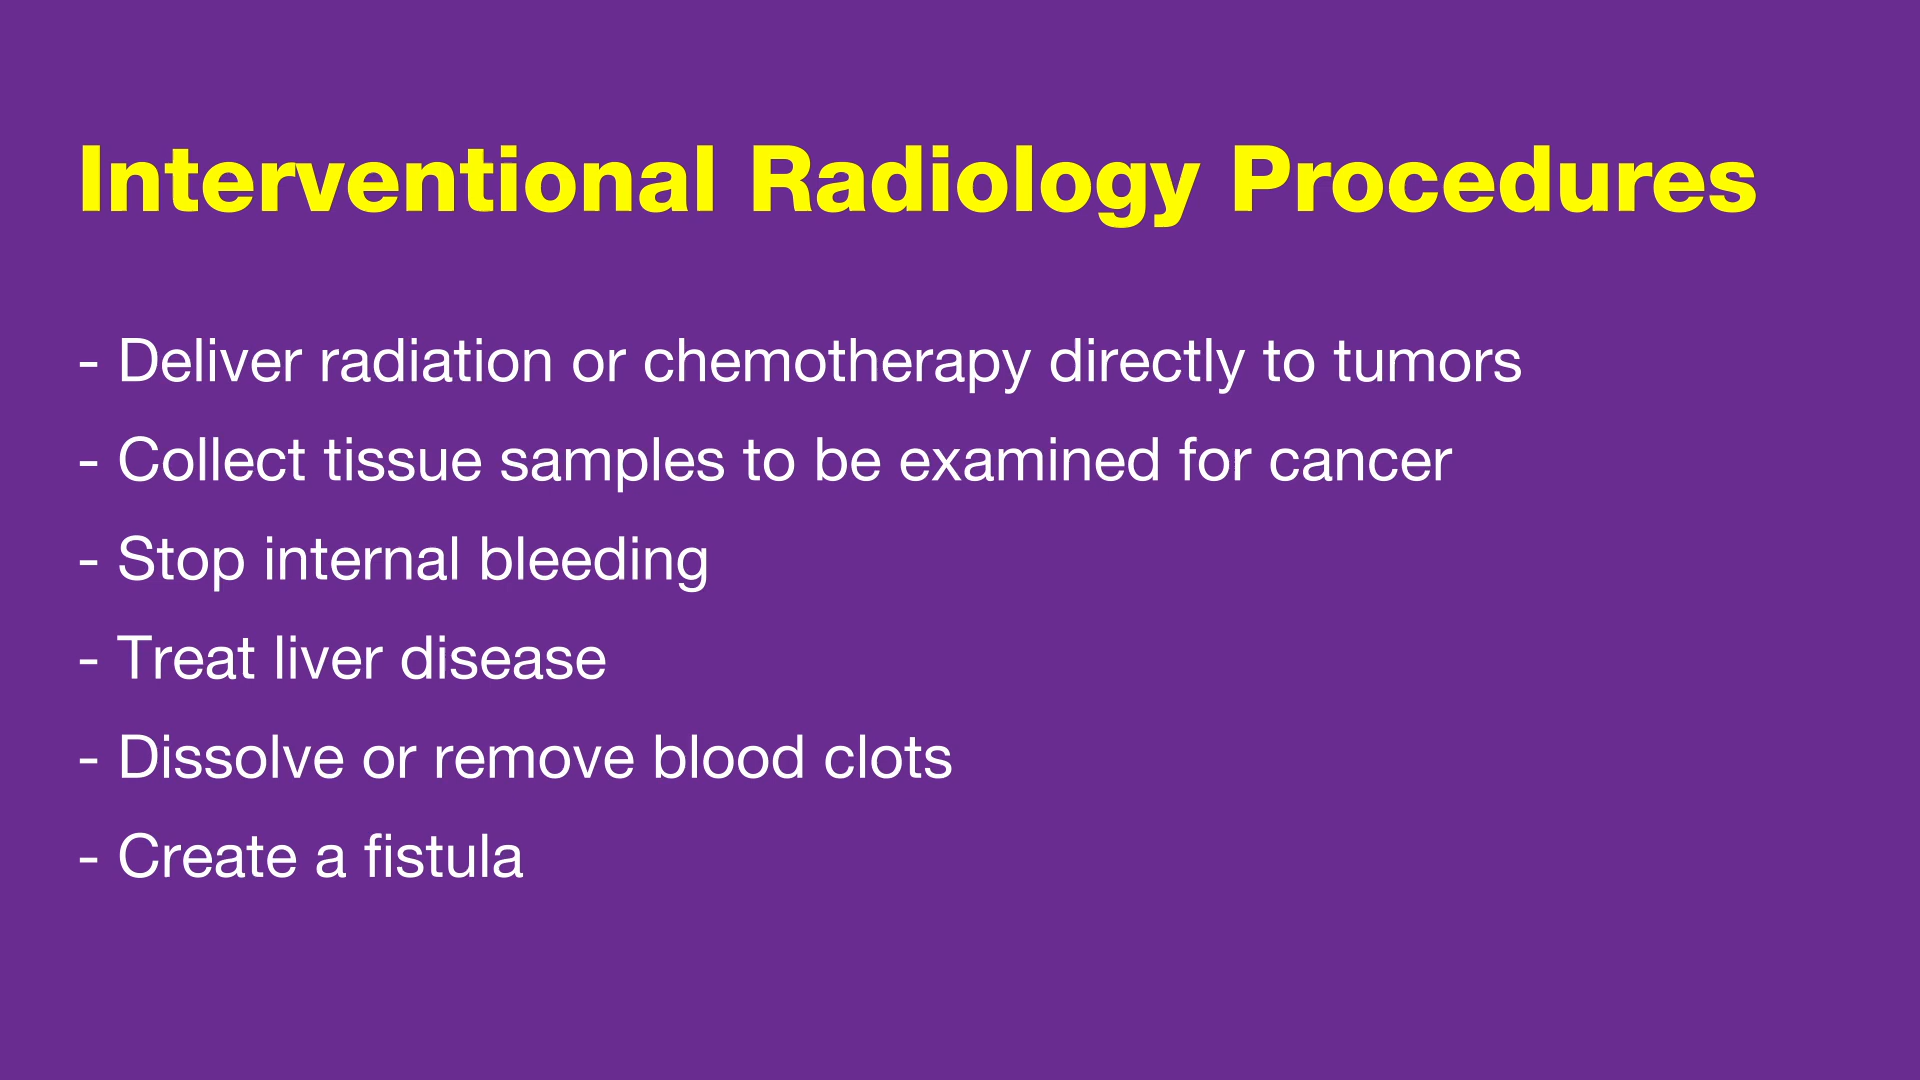 Interventional Radiology Procedures
- Deliver radiation or chemotherapy directly to tumors
- Collect tissue samples to be examined for cancer
- Stop internal bleeding
- Treat liver disease
- Dissolve or remove blood clots
- Create a fistula